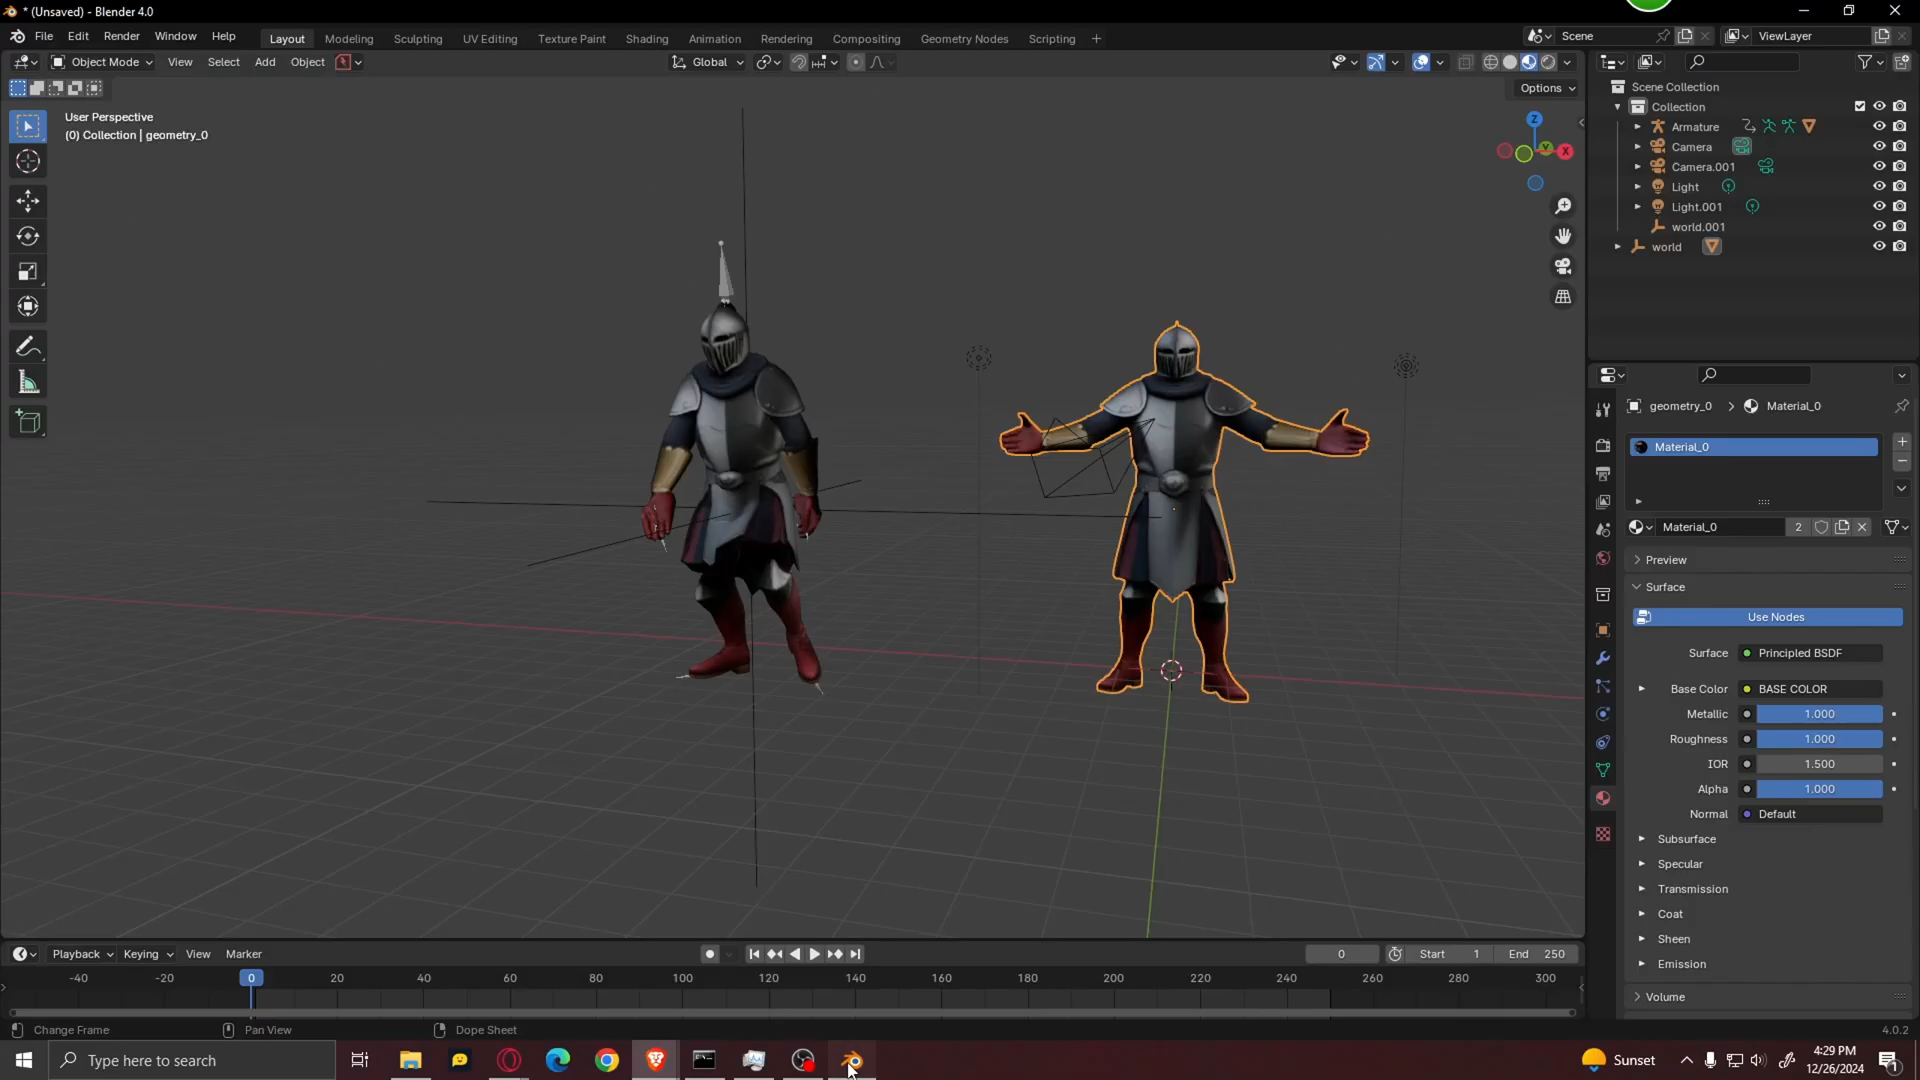 * (Unsaved) - Blender 4.0
File Edit Render Window Help
Layout Modeling Sculpting UV Editing Texture Paint Shading Animation Rendering Compositing Geometry Nodes Scripting +
Scene ViewLayer
Object Mode View Select Add Object Global
Options
User Perspective
(0) Collection | geometry_0
Z
Y
X
Scene Collection
Collection
Armature
Camera
Camera.001
Light
Light.001
world.001
world
geometry_0 > Material_0
Material_0
Material_0 2
Preview
Surface
Use Nodes
Surface Principled BSDF
Base Color BASE COLOR
Metallic 1.000
Roughness 1.000
IOR 1.500
Alpha 1.000
Normal Default
Subsurface
Specular
Transmission
Coat
Sheen
Emission
Volume
Playback Keying View Marker 0 Start 1 End 250
-40 -20 0 20 40 60 80 100 120 140 160 180 200 220 240 260 280 300
Change Frame Pan View Dope Sheet 4.0.2
Type here to search
Sunset
4:29 PM
12/26/2024
1